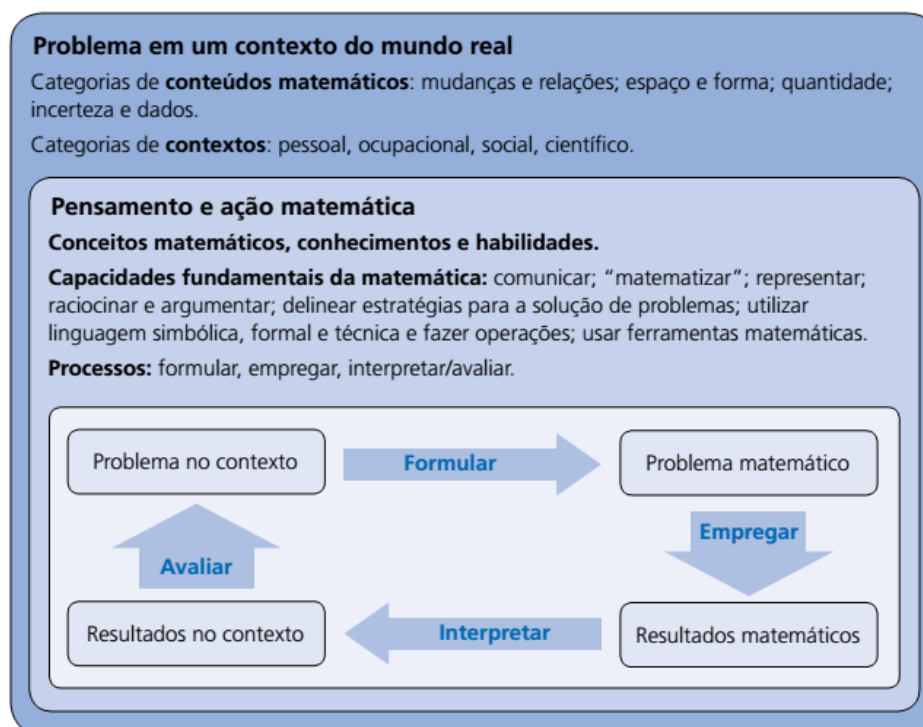 Problema em um contexto do mundo real
Categorias de conteúdos matemáticos: mudanças e relações; espaço e forma; quantidade;
incerteza e dados.
Categorias de contextos: pessoal, ocupacional, social, científico.
Pensamento e ação matemática
Conceitos matemáticos, conhecimentos e habilidades.
Capacidades fundamentais da matemática: comunicar; “matematizar”; representar;
raciocinar e argumentar; delinear estratégias para a solução de problemas; utilizar
linguagem simbólica, formal e técnica e fazer operações; usar ferramentas matemáticas.
Processos: formular, empregar, interpretar/avaliar.
Problema no contexto
Formular
Problema matemático
Avaliar
Empregar
Resultados no contexto
Interpretar
Resultados matemáticos